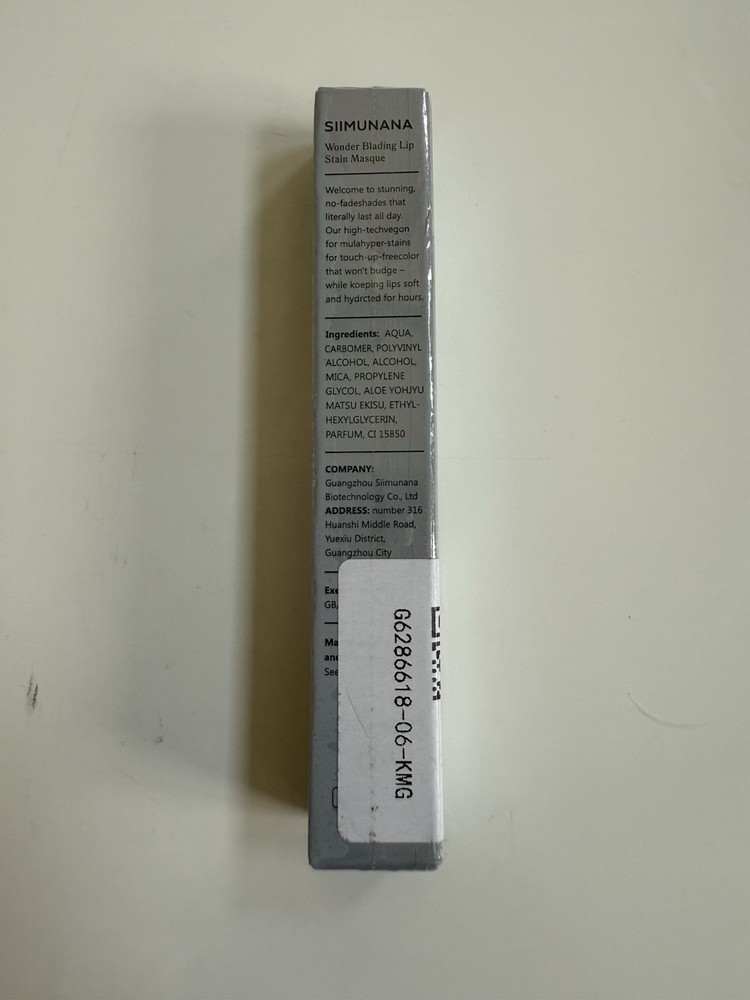 SIIMUNANA
Wonder Blading Lip
Stain Masque
Welcome to stunning,
no-fadeshades that
literally last all day.
Our high-techvegon
for mulahyper-stains
for touch-up-freecolor
that won't budge –
while koeping lips soft
and hydrcted for hours.
Ingredients: AQUA,
CARBOMER, POLYVINYL
ALCOHOL, ALCOHOL,
MICA, PROPYLENE
GLYCOL, ALOE YOHJYU
MATSU EKISU, ETHYL-
HEXYLGLYCERIN,
PARFUM, CI 15850
COMPANY:
Guangzhou Siimunana
Biotechnology Co., Ltd
ADDRESS: number 316
Huanshi Middle Road,
Yuexiu District,
Guangzhou City
G6286618-06-KMG